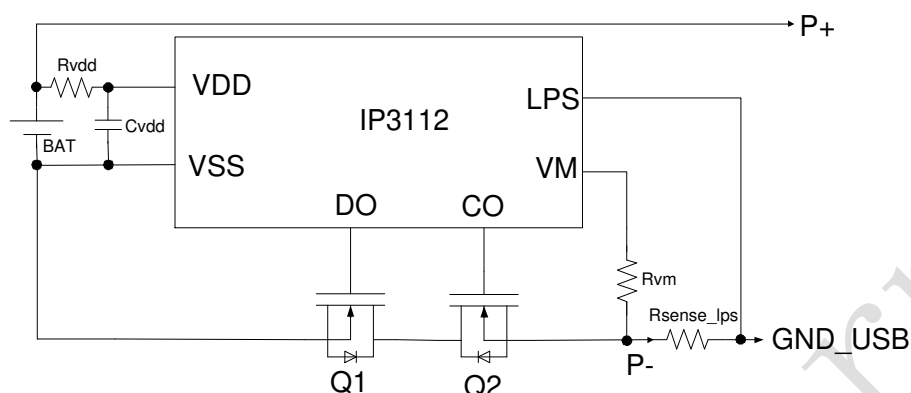 P+
Rvdd
VDD
LPS
IP3112
Cvdd
BAT
VSS
VM
DO
CO
Rvm
Rsense_lps
GND_USB
P-
Q1
Q2